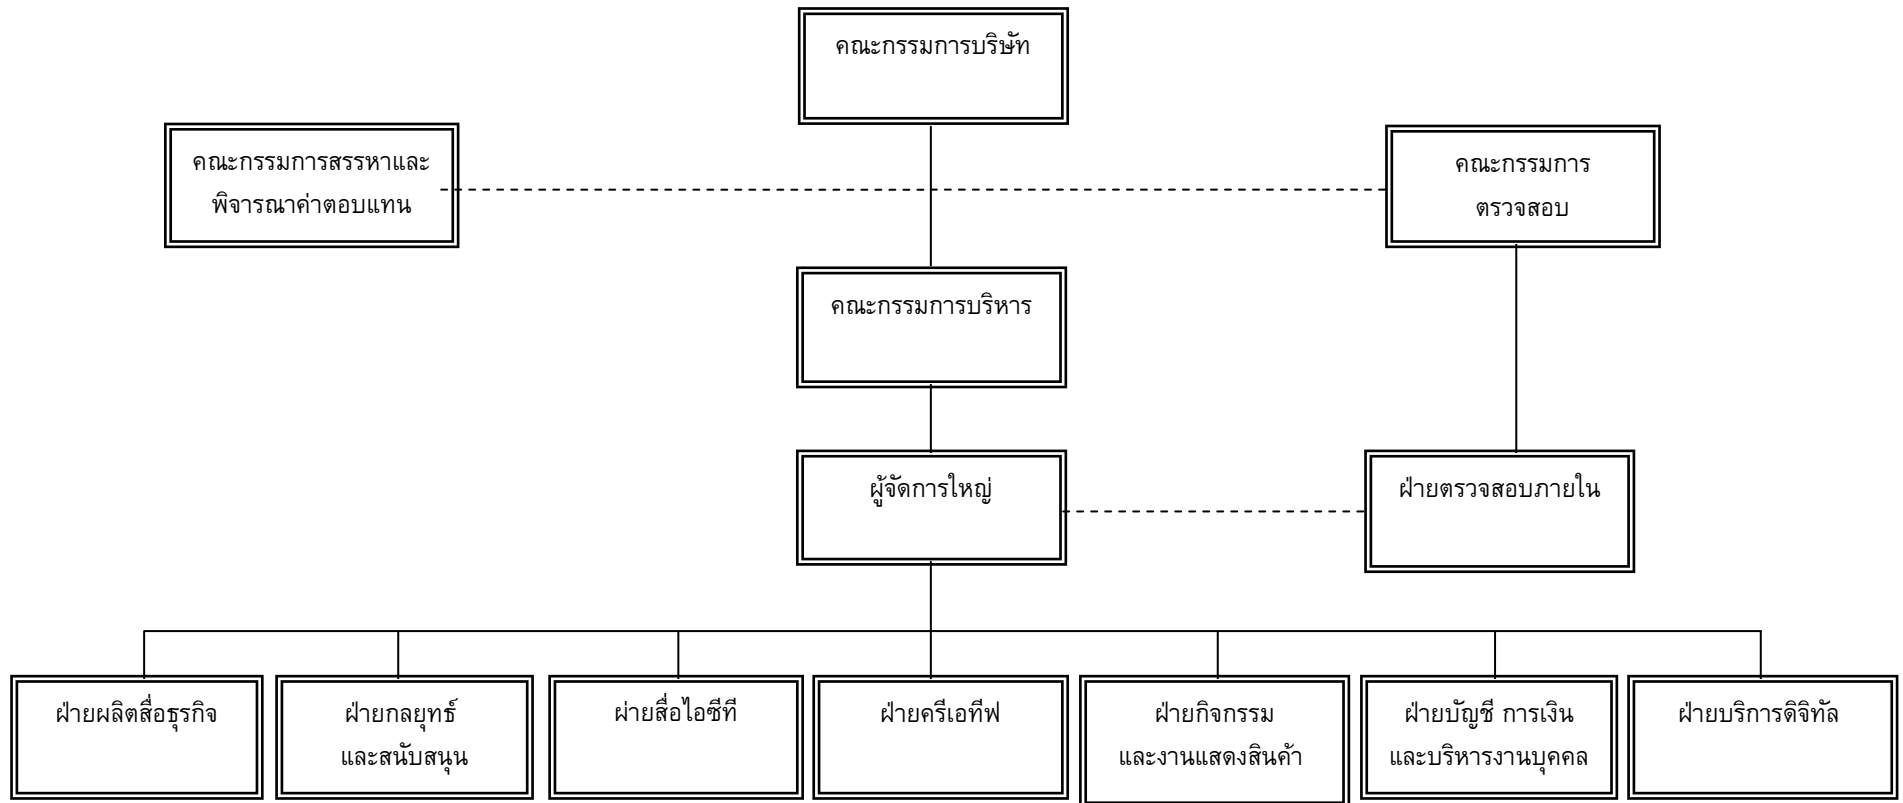 คณะกรรมการบริษัท
คณะกรรมการสรรหาและ
พิจารณาค่าตอบแทน
คณะกรรมการ
ตรวจสอบ
คณะกรรมการบริหาร
ผู้จัดการใหญ่
ฝ่ายตรวจสอบภายใน
ฝ่ายผลิตสื่อธุรกิจ
ฝ่ายกลยุทธ์
และสนับสนุน
ผ่ายสื่อไอซีที
ฝ่ายครีเอทีฟ
ฝ่ายกิจกรรม
และงานแสดงสินค้า
ฝ่ายบัญชี การเงิน
และบริหารงานบุคคล
ฝ่ายบริการดิจิทัล